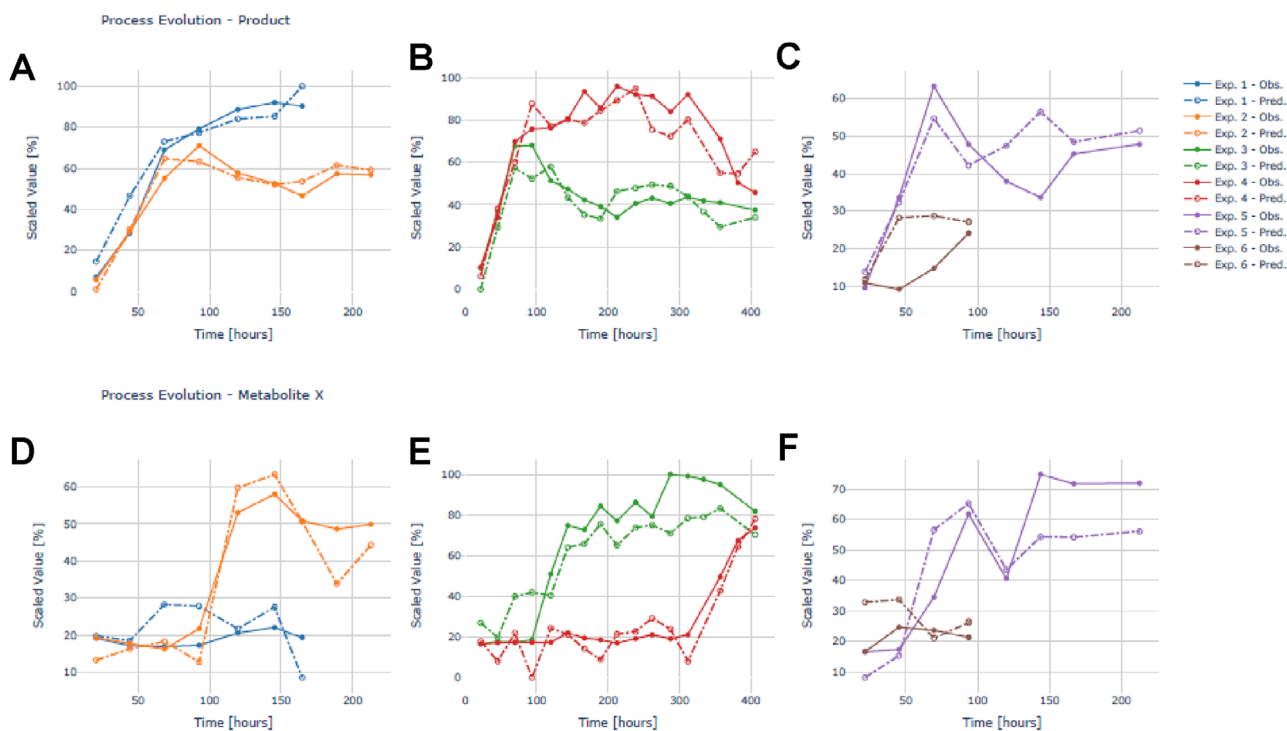 Process Evolution - Product
A
B
C
Scaled Value [%]
100
80
60
40
20
0
50
100
150
200
Time [hours]
Scaled Value [%]
100
80
60
40
20
0
0
100
200
300
400
Time [hours]
Scaled Value [%]
60
50
40
30
20
10
50
100
150
200
Time [hours]
Exp. 1 - Obs.
Exp. 1 - Pred.
Exp. 2 - Obs.
Exp. 2 - Pred.
Exp. 3 - Obs.
Exp. 3 - Pred.
Exp. 4 - Obs.
Exp. 4 - Pred.
Exp. 5 - Obs.
Exp. 5 - Pred.
Exp. 6 - Obs.
Exp. 6 - Pred.
Process Evolution - Metabolite X
D
E
F
Scaled Value [%]
60
50
40
30
20
10
50
100
150
200
Time [hours]
Scaled Value [%]
100
80
60
40
20
0
0
100
200
300
400
Time [hours]
Scaled Value [%]
70
60
50
40
30
20
10
50
100
150
200
Time [hours]